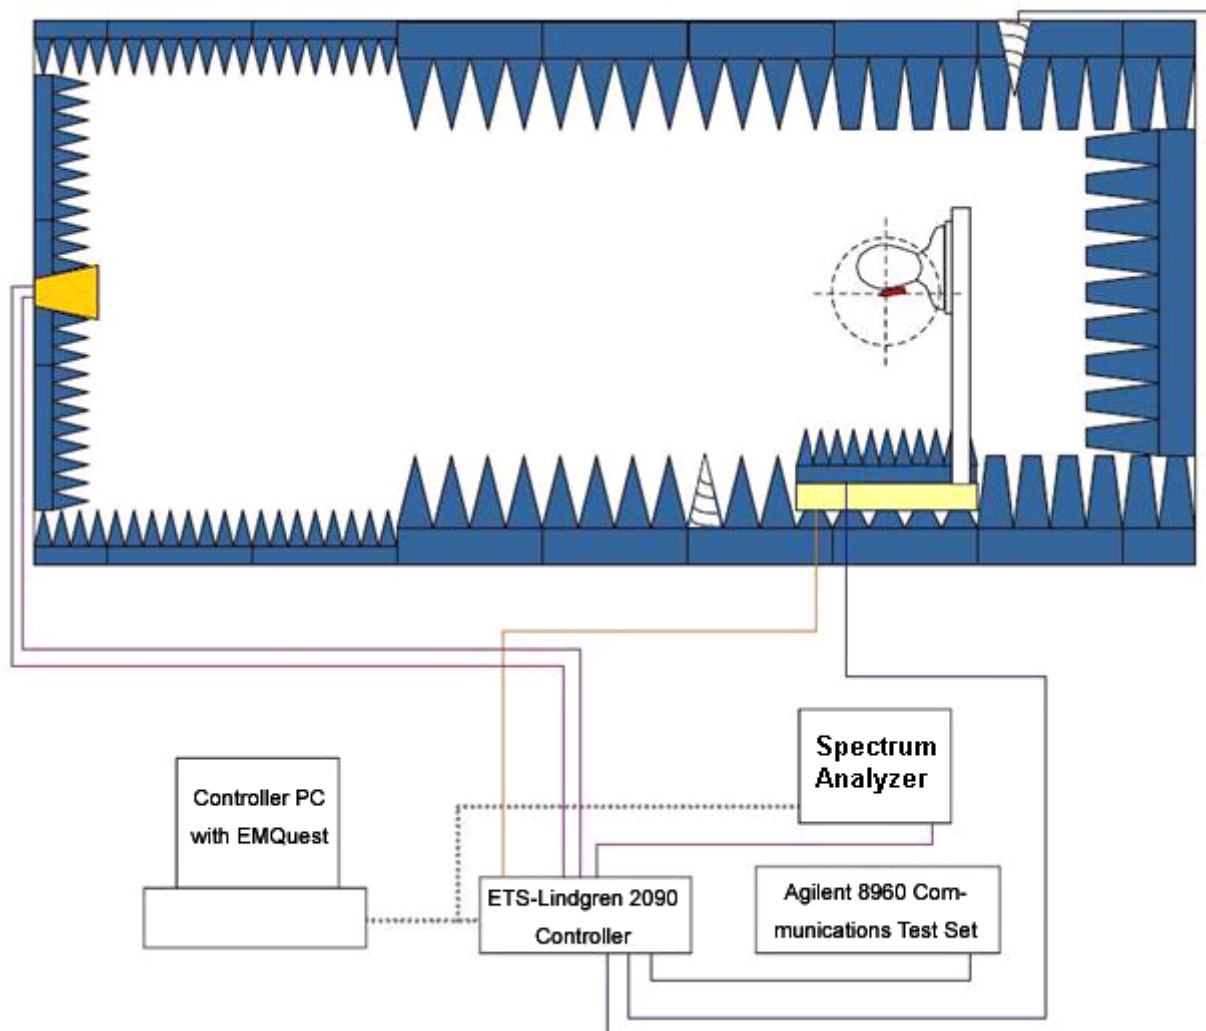 Spectrum
Analyzer
Controller PC
with EMQuest
ETS-Lindgren 2090
Controller
Agilent 8960 Com-
munications Test Set